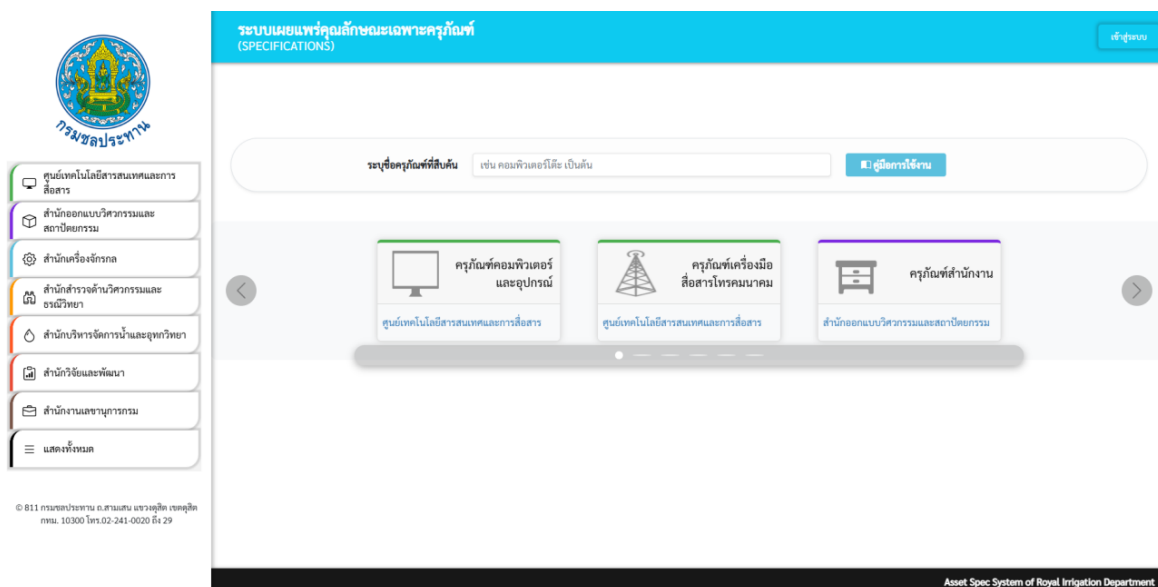 ระบบเผยแพร่คุณลักษณะเฉพาะครุภัณฑ์
(SPECIFICATIONS)
เข้าสู่ระบบ
กรมชลประทาน
ศูนย์เทคโนโลยีสารสนเทศและการ
สื่อสาร
สำนักออกแบบวิศวกรรมและ
สถาปัตยกรรม
สำนักเครื่องจักรกล
สำนักสำรวจด้านวิศวกรรมและ
ธรณีวิทยา
สำนักบริหารจัดการน้ำและอุทกวิทยา
สำนักวิจัยและพัฒนา
สำนักงานเลขานุการกรม
แสดงทั้งหมด
© 811 กรมชลประทาน ถ.สามเสน แขวงดุสิต เขตดุสิต
กทม. 10300 โทร.02-241-0020 ถึง 29
ระบุชื่อครุภัณฑ์ที่สืบค้น
เช่น คอมพิวเตอร์โต๊ะ เป็นต้น
คู่มือการใช้งาน
ครุภัณฑ์คอมพิวเตอร์
และอุปกรณ์
ศูนย์เทคโนโลยีสารสนเทศและการสื่อสาร
ครุภัณฑ์เครื่องมือ
สื่อสารโทรคมนาคม
ศูนย์เทคโนโลยีสารสนเทศและการสื่อสาร
ครุภัณฑ์สำนักงาน
สำนักออกแบบวิศวกรรมและสถาปัตยกรรม
Asset Spec System of Royal Irrigation Department